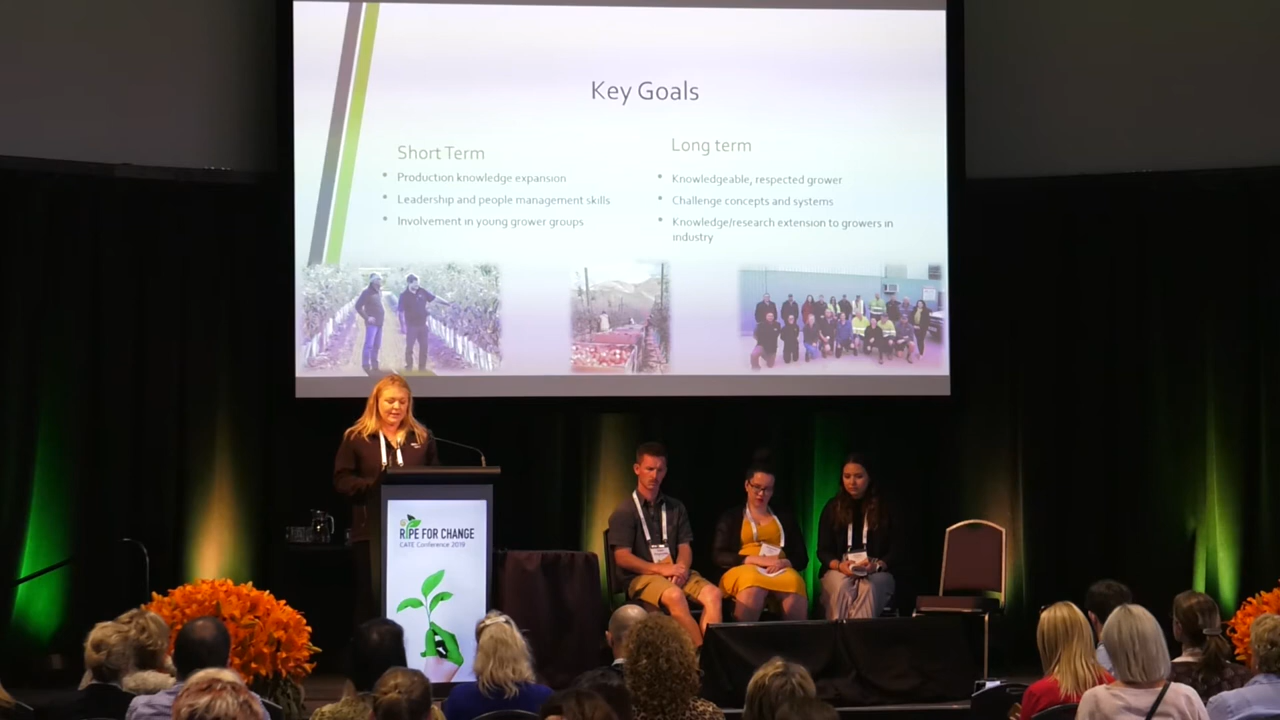 Key Goals
Short Term
• Production knowledge expansion
• Leadership and people management skills
• Involvement in young grower groups
Long term
• Knowledgeable, respected grower
• Challenge concepts and systems
• Knowledge/research extension to growers in
industry
RIPE FOR CHANGE
CATE Conference 2019